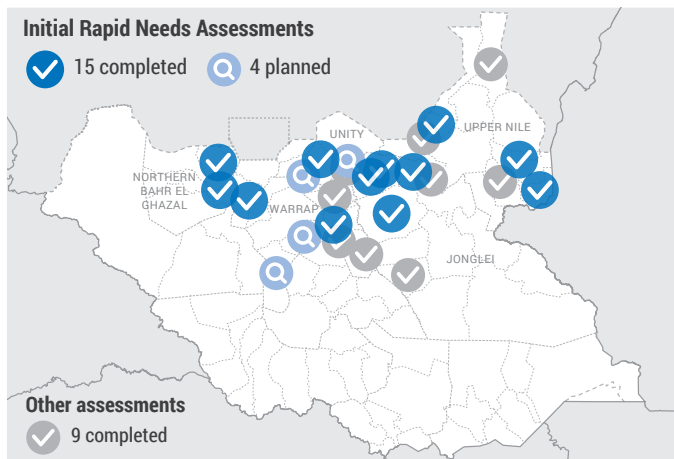 Initial Rapid Needs Assessments
15 completed
4 planned
UNITY
UPPER NILE
NORTHERN
BAHR EL
GHAZAL
WARRAP
JONGLEI
Other assessments
9 completed